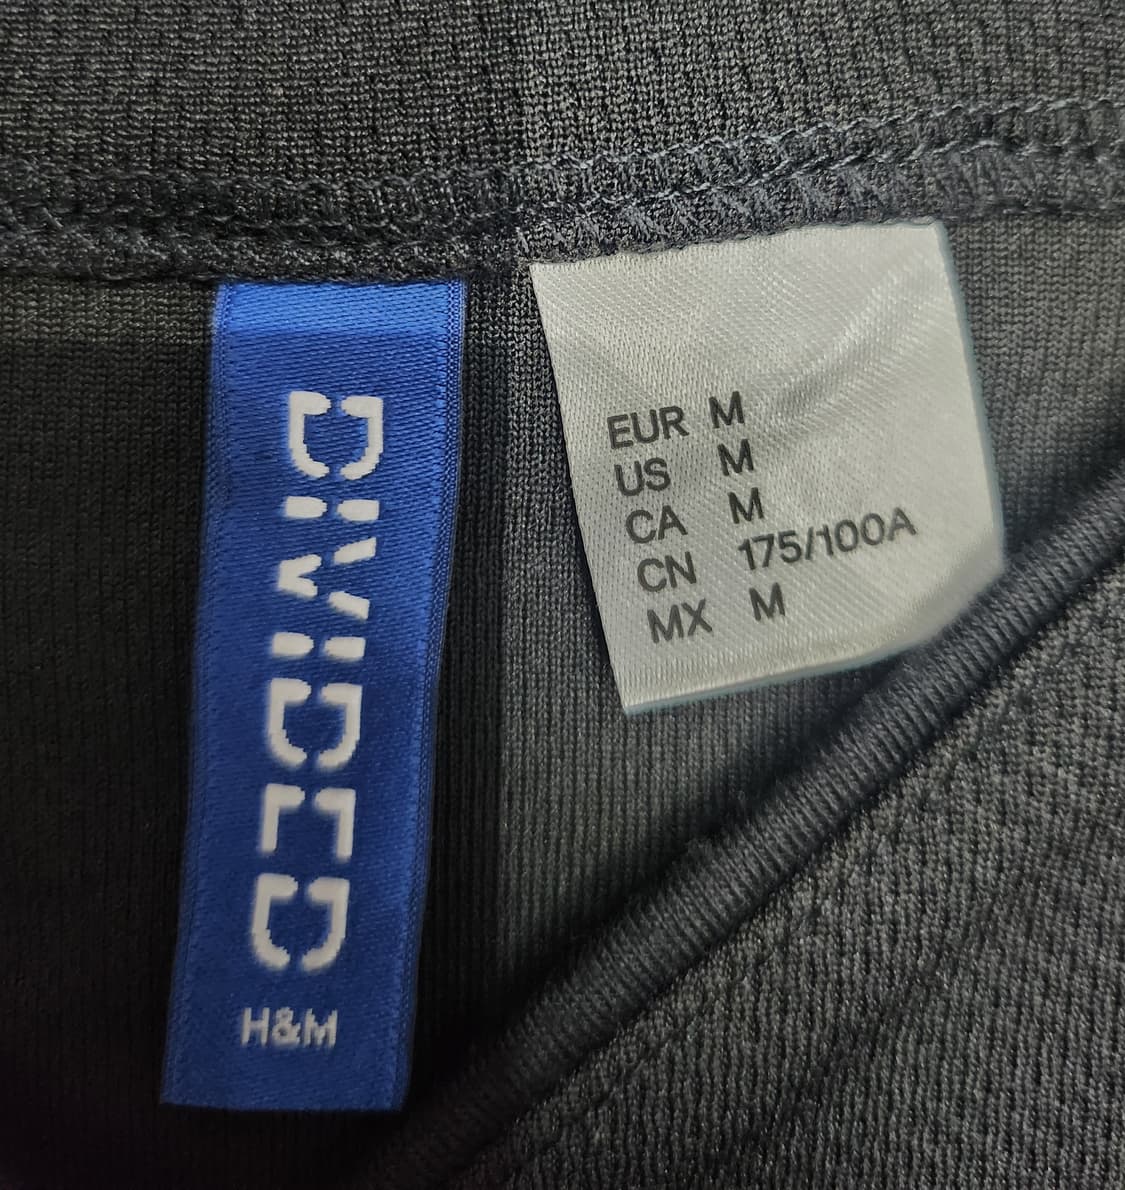 DIVIDED
H&M
EUR M
US M
CA M
CN 175/100A
MX M